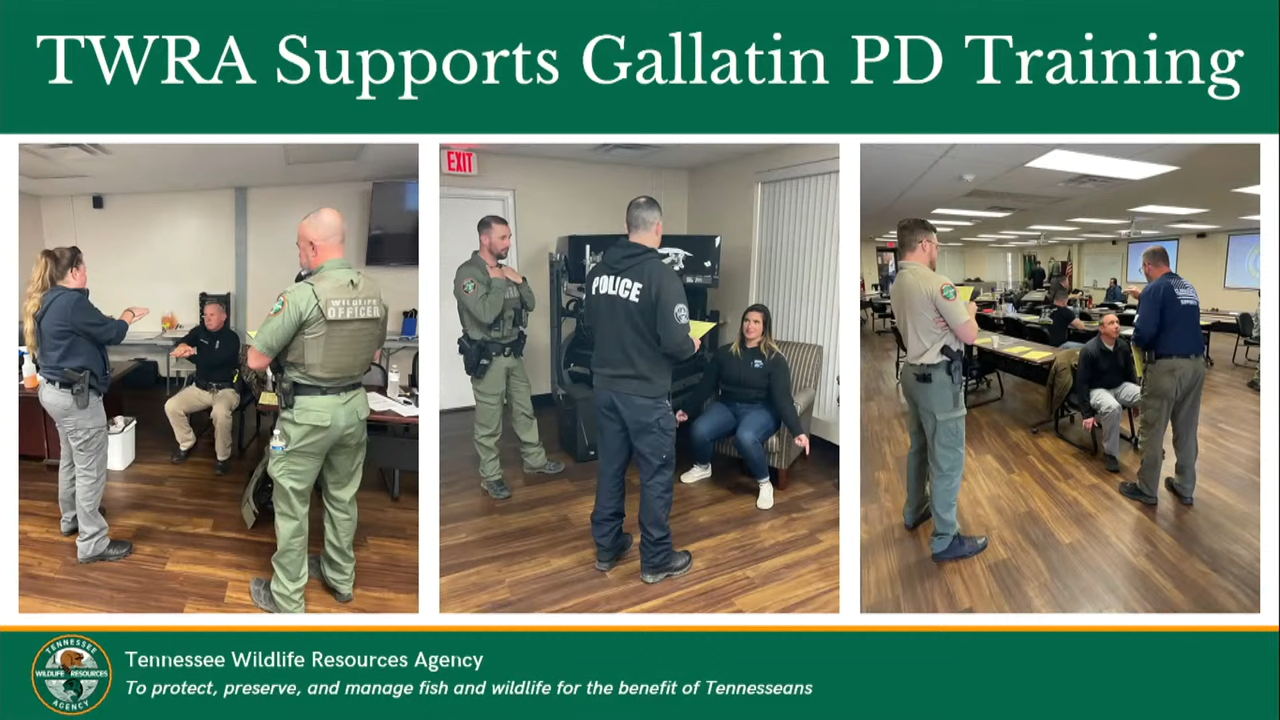 TWRA Supports Gallatin PD Training
WILDLIFE
OFFICER
EXIT
POLICE
TENNESSEE
WILDLIFE RESOURCES
AGENCY
Tennessee Wildlife Resources Agency
To protect, preserve, and manage fish and wildlife for the benefit of Tennesseans